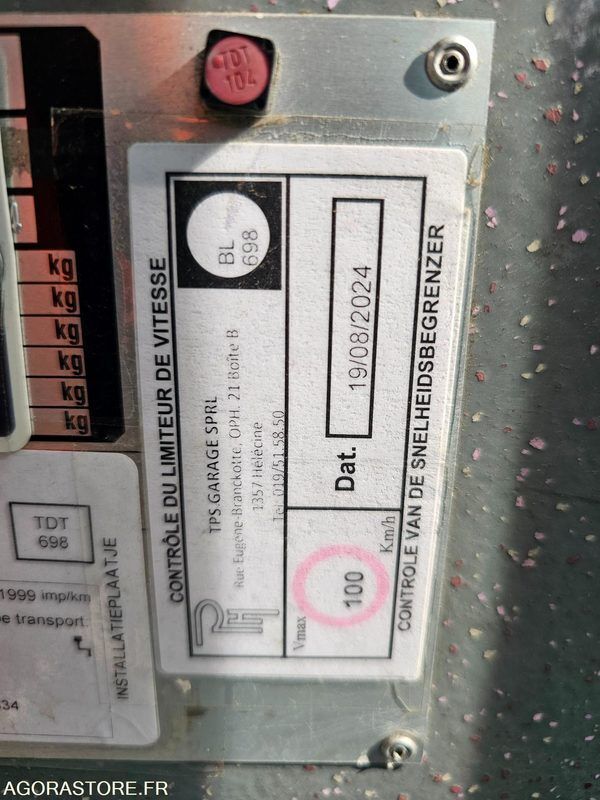 TDT
104
CONTRÔLE DU LIMITEUR DE VITESSE
BL
698
TPS GARAGE SPRL
Rue Eugène-Branckotte, OPH. 21 Boîte B
1357 Hélécine
Tel. 019/51.58.50
PH
Dat. 19/08/2024
Vmax
100
Km/h
CONTROLE VAN DE SNELHEIDSBEGRENZER
kg
kg
kg
kg
kg
kg
TDT
698
1999 imp/km
transport
INSTALLATIEPLAATJE
34
AGORASTORE.FR